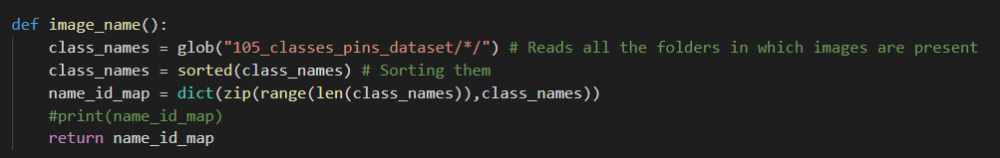 def image_name():
    class_names = glob("105_classes_pins_dataset/*/") # Reads all the folders in which images are present
    class_names = sorted(class_names) # Sorting them
    name_id_map = dict(zip(range(len(class_names)),class_names))
    #print(name_id_map)
    return name_id_map